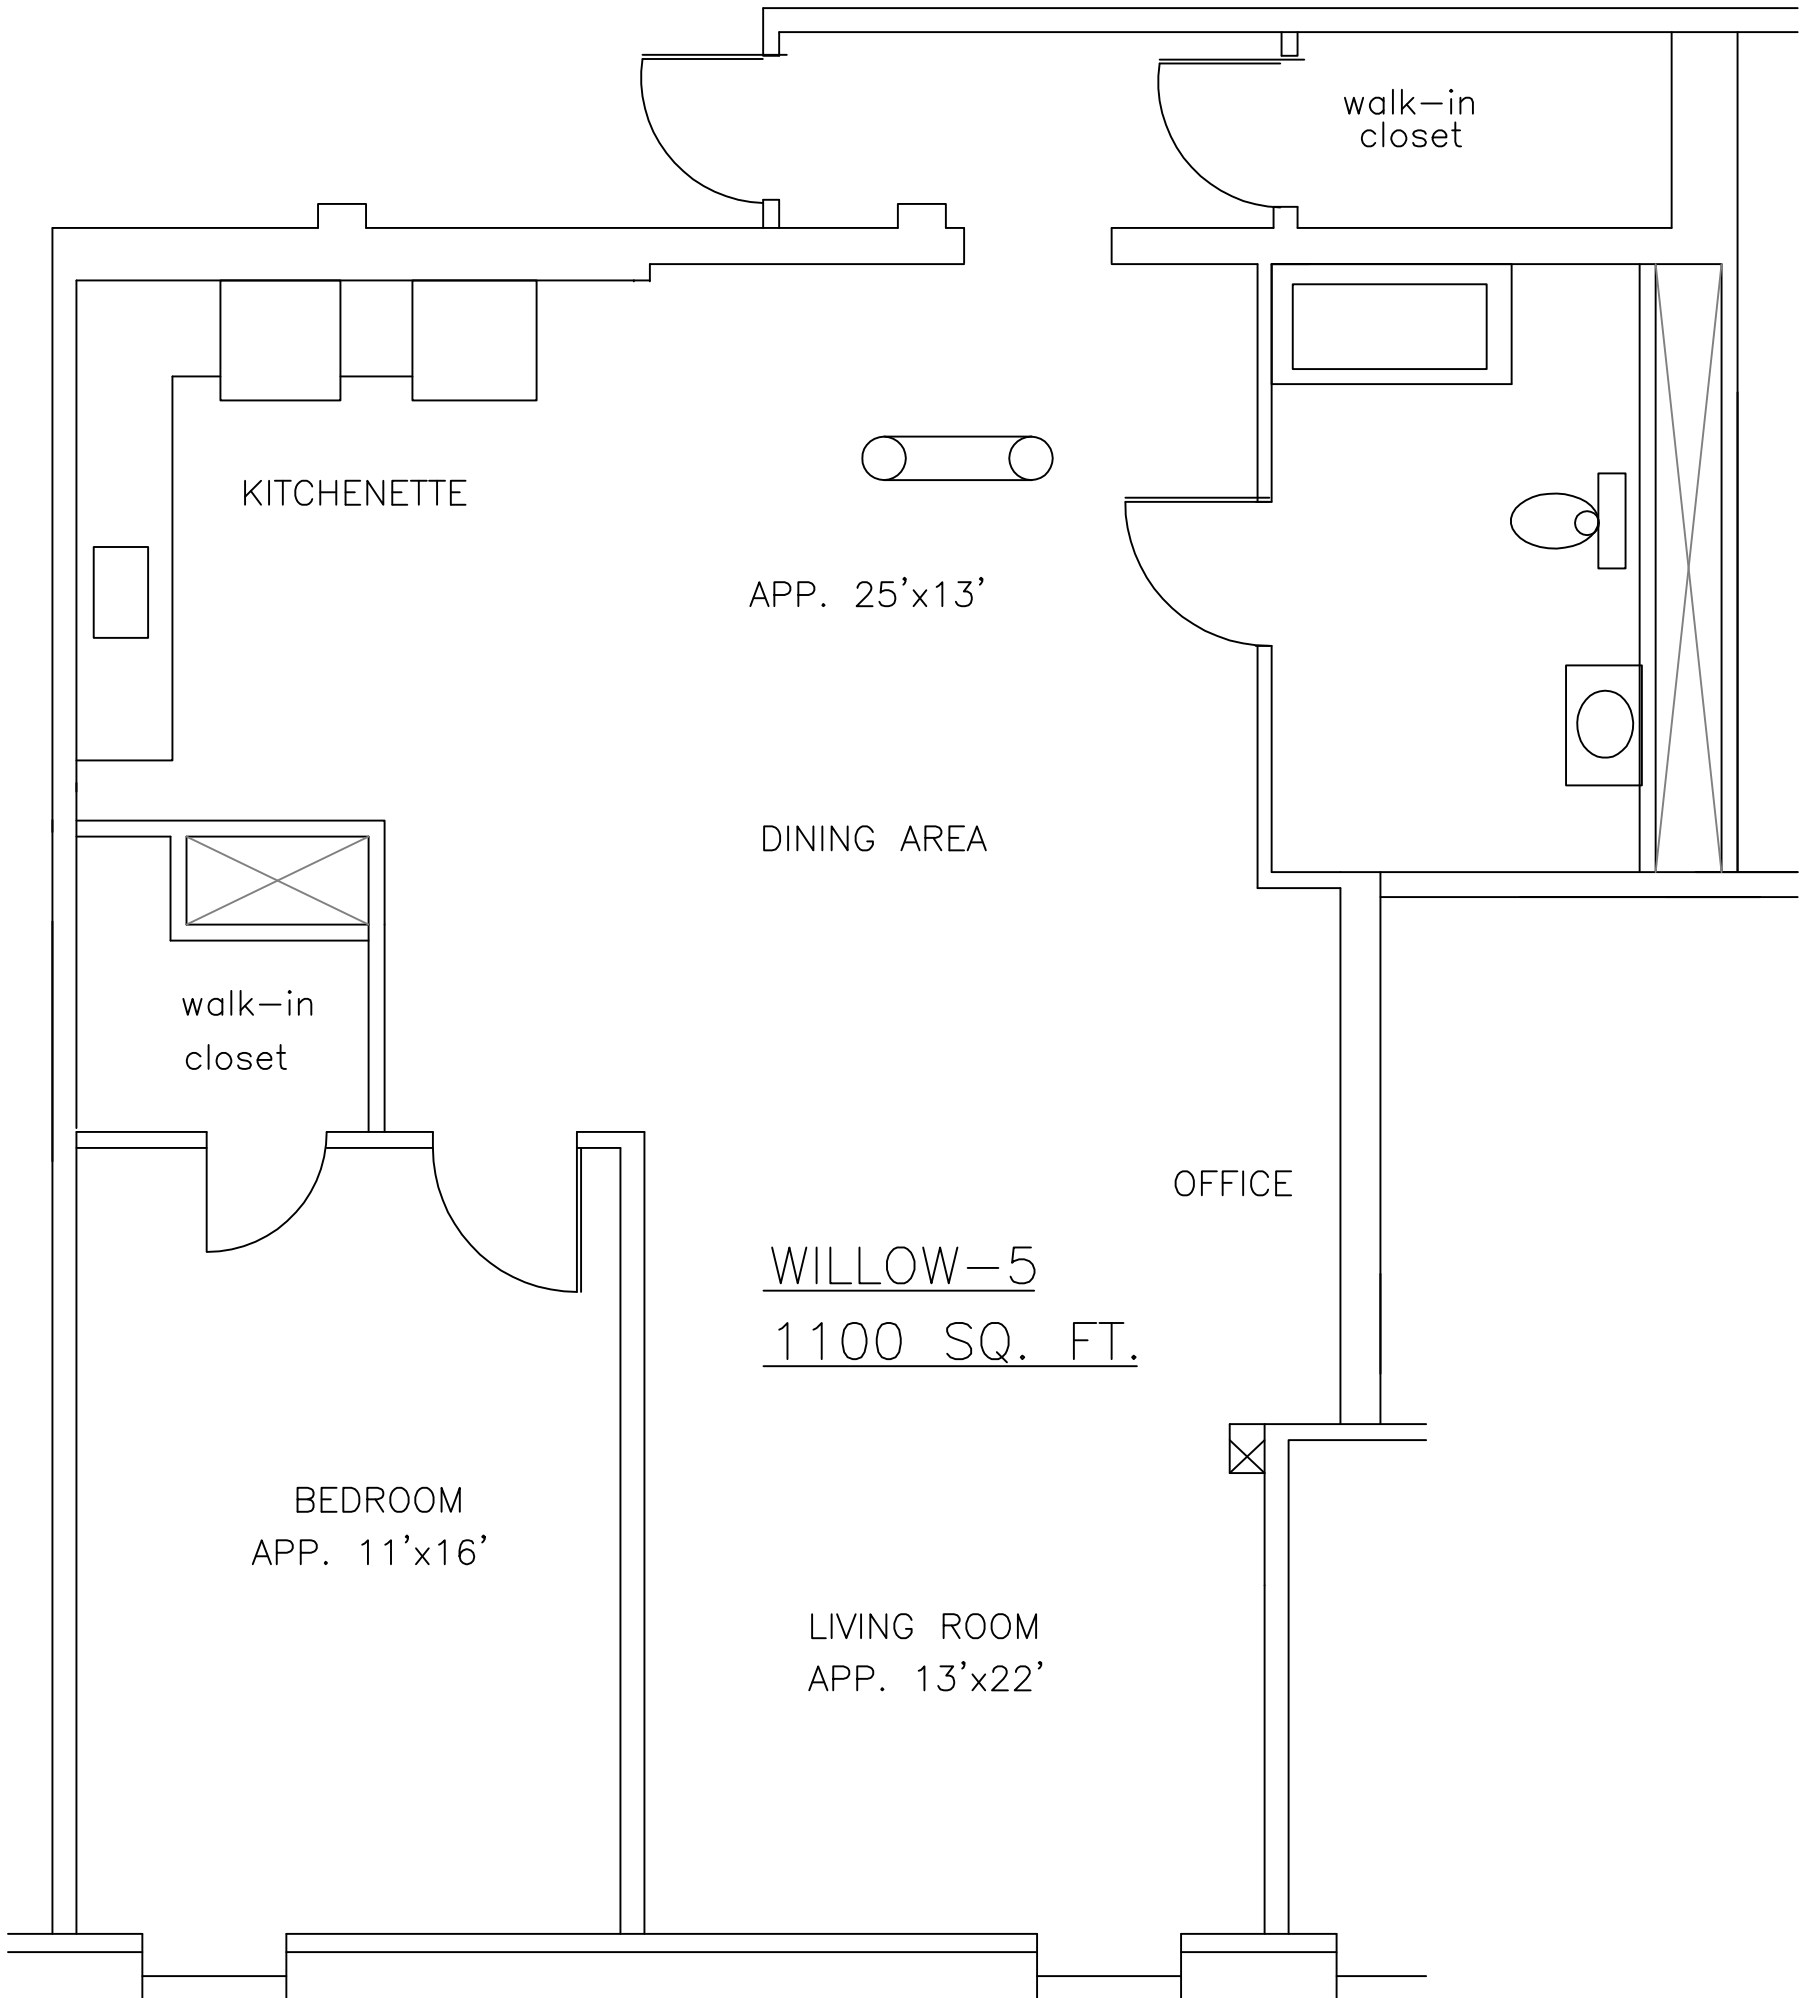 walk-in
closet
KITCHENETTE
APP. 25'x13'
DINING AREA
walk-in
closet
OFFICE
WILLOW-5
1100 SQ. FT.
BEDROOM
APP. 11'x16'
LIVING ROOM
APP. 13'x22'